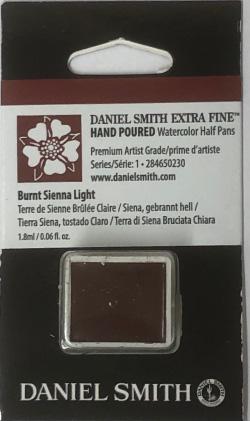 DANIEL SMITH EXTRA FINE™
HAND POURED Watercolor Half Pans
Premium Artist Grade/prime d'artiste
Series/Série: 1 • 284650230
www.danielsmith.com
Burnt Sienna Light
Terre de Sienne Brûlée Claire / Siena, gebrannt hell /
Tierra Siena, tostado Claro / Terra di Siena Bruciata Chiara
1.8ml / 0.06 fl. oz.
DANIEL SMITH